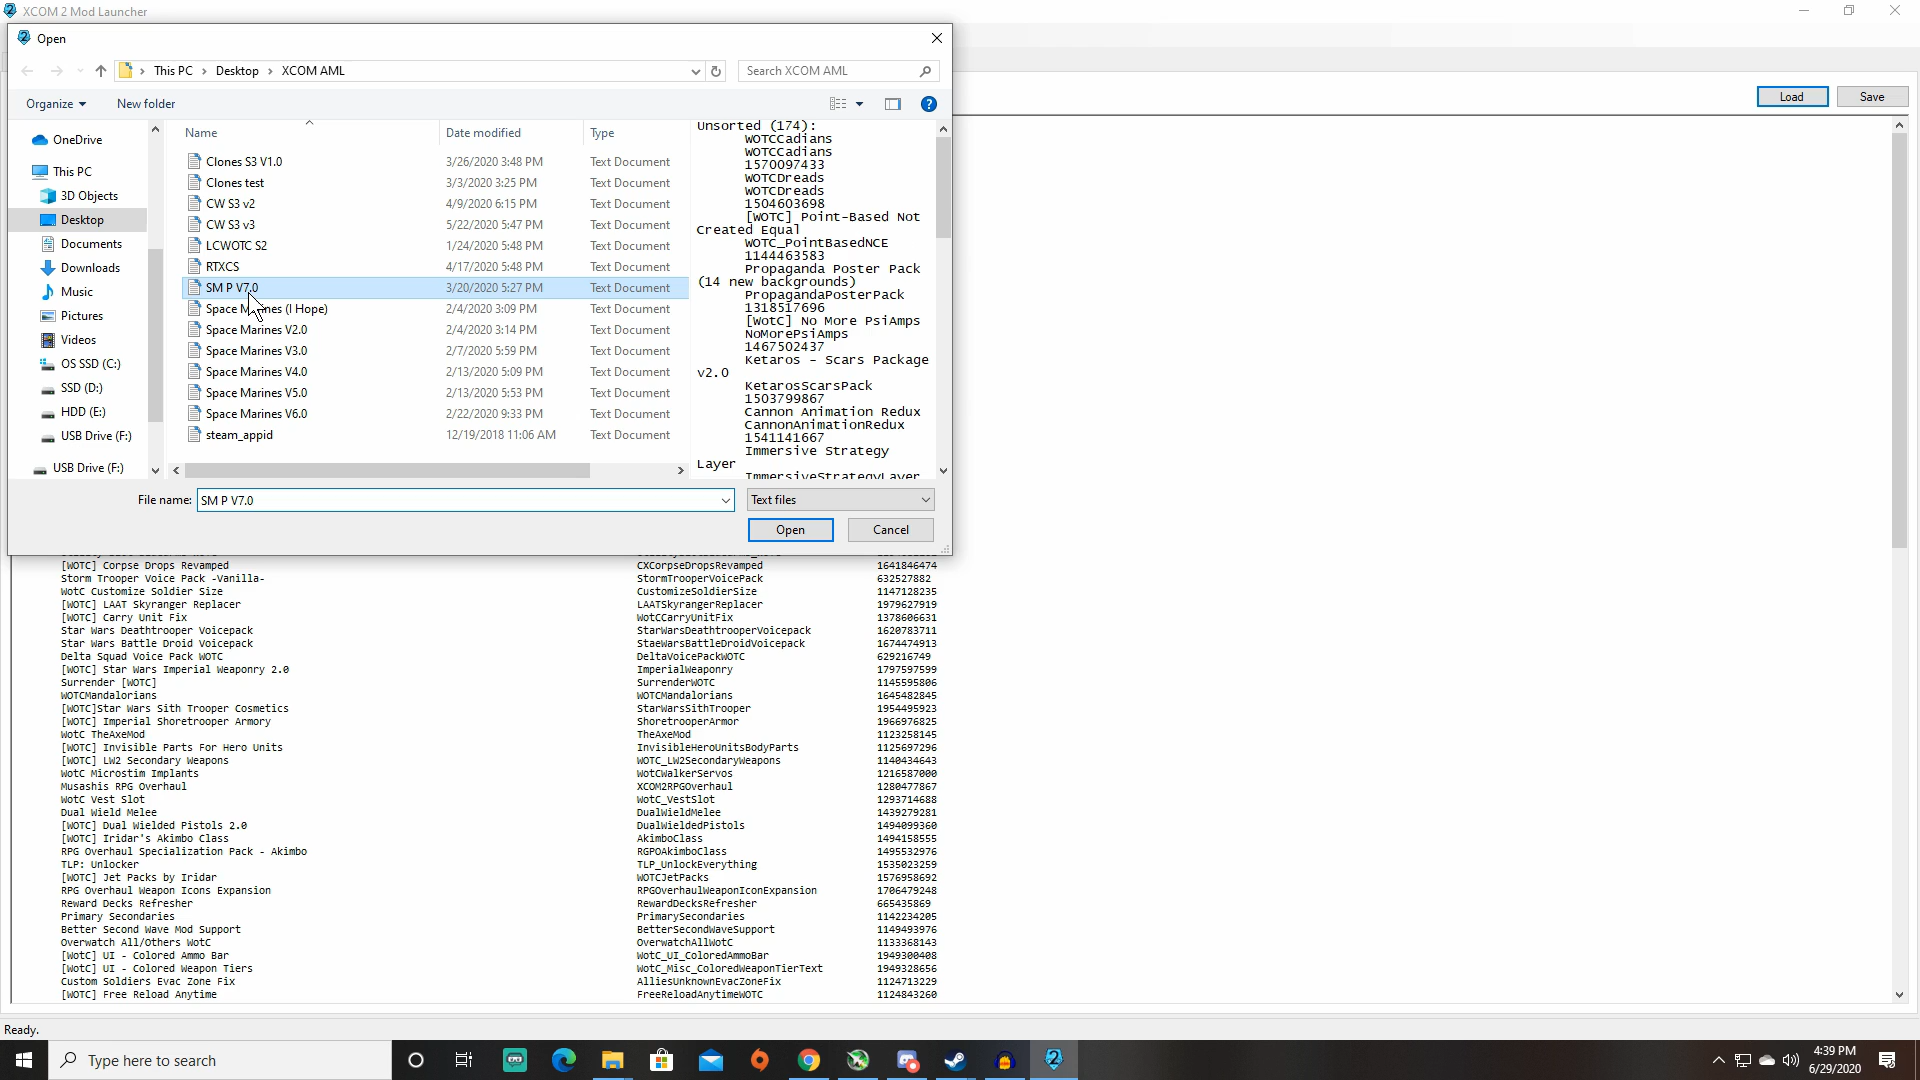 XCOM 2 Mod Launcher
Open
This PC > Desktop > XCOM AML
Search XCOM AML
Organize
New folder
Load
Save
OneDrive
This PC
3D Objects
Desktop
Documents
Downloads
Music
Pictures
Videos
OS SSD (C:)
SSD (D:)
HDD (E:)
USB Drive (F:)
USB Drive (F:)
Name Date modified Type
Clones S3 V1.0 3/26/2020 3:48 PM Text Document
Clones test 3/3/2020 3:25 PM Text Document
CW S3 v2 4/9/2020 6:15 PM Text Document
CW S3 v3 5/22/2020 5:47 PM Text Document
LCWOTC S2 1/24/2020 5:48 PM Text Document
RTXCS 4/17/2020 5:48 PM Text Document
SM P V7.0 3/20/2020 5:27 PM Text Document
Space Marines (I Hope) 2/4/2020 3:09 PM Text Document
Space Marines V2.0 2/4/2020 3:14 PM Text Document
Space Marines V3.0 2/7/2020 5:59 PM Text Document
Space Marines V4.0 2/13/2020 5:09 PM Text Document
Space Marines V5.0 2/13/2020 5:53 PM Text Document
Space Marines V6.0 2/22/2020 9:33 PM Text Document
steam_appid 12/19/2018 11:06 AM Text Document
Unsorted (174):
WOTCCadians
WOTCCadians
1570097433
WOTCDreads
WOTCDreads
1504603698
[WOTC] Point-Based Not
Created Equal
WOTC_PointBasedNCE
1144463583
Propaganda Poster Pack
(14 new backgrounds)
PropagandaPosterPack
1318517696
[WotC] No More PsiAmps
NoMorePsiAmps
1467502437
Ketaros - Scars Package
v2.0
KetarosScarsPack
1503799867
Cannon Animation Redux
CannonAnimationRedux
1541141667
Immersive Strategy
Layer
ImmersiveStrategyLayer
File name: SM P V7.0
Text files
Open
Cancel
[WOTC] Corpse Drops Revamped CXCorpseDropsRevamped 1641846474
Storm Trooper Voice Pack -Vanilla- StormTrooperVoicePack 632527882
WotC Customize Soldier Size CustomizeSoldierSize 1147128235
[WOTC] LAAT Skyranger Replacer LAATSkyrangerReplacer 1979627919
[WOTC] Carry Unit Fix WotCCarryUnitFix 1378606631
Star Wars Deathtrooper Voicepack StarWarsDeathtrooperVoicepack 1620783711
Star Wars Battle Droid Voicepack StaeWarsBattleDroidVoicepack 1674474913
Delta Squad Voice Pack WOTC DeltaVoicePackWOTC 629216749
[WOTC] Star Wars Imperial Weaponry 2.0 ImperialWeaponry 1797597599
Surrender [WOTC] SurrenderWOTC 1145595806
WOTCMandalorians WOTCMandalorians 1645482845
[WOTC]Star Wars Sith Trooper Cosmetics StarWarsSithTrooper 1954495923
[WOTC] Imperial Shoretrooper Armory ShoretrooperArmor 1966976825
WotC TheAxeMod TheAxeMod 1123258145
[WOTC] Invisible Parts For Hero Units InvisibleHeroUnitsBodyParts 1125697296
[WOTC] LW2 Secondary Weapons WOTC_LW2SecondaryWeapons 1140434643
WotC Microstim Implants WotCWalkerServos 1216587000
Musashis RPG Overhaul XCOM2RPGOverhaul 1280477867
WotC Vest Slot WotC_VestSlot 1293714688
Dual Wield Melee DualWieldMelee 1439279281
[WOTC] Dual Wielded Pistols 2.0 DualWieldedPistols 1494099360
[WOTC] Iridar's Akimbo Class AkimboClass 1494158555
RPG Overhaul Specialization Pack - Akimbo RGPOAkimboClass 1495532976
TLP: Unlocker TLP_UnlockEverything 1535023259
[WOTC] Jet Packs by Iridar WOTCJetPacks 1576958692
RPG Overhaul Weapon Icons Expansion RPGOverhaulWeaponIconExpansion 1706479248
Reward Decks Refresher RewardDecksRefresher 665435869
Primary Secondaries PrimarySecondaries 1142234205
Better Second Wave Mod Support BetterSecondWaveSupport 1149493976
Overwatch All/Others WotC OverwatchAllWotC 1133368143
[WotC] UI - Colored Ammo Bar WotC_UI_ColoredAmmoBar 1949300408
[WotC] UI - Colored Weapon Tiers WotC_Misc_ColoredWeaponTierText 1949328656
Custom Soldiers Evac Zone Fix AlliesUnknownEvacZoneFix 1124713229
[WOTC] Free Reload Anytime FreeReloadAnytimeWOTC 1124843260
Ready.
Type here to search
4:39 PM
6/29/2020